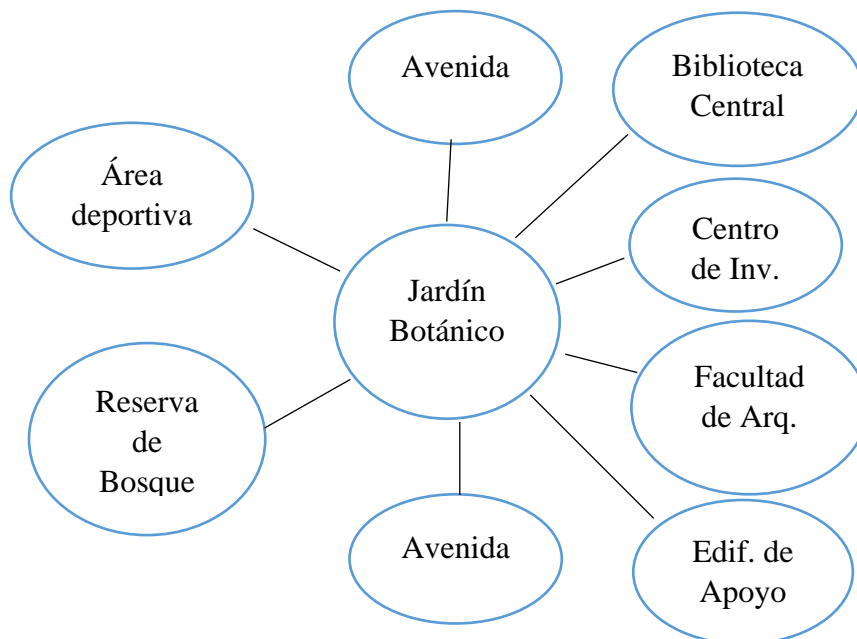 Avenida
Biblioteca
Central
Área
deportiva
Centro
de Inv.
Jardín
Botánico
Facultad
de Arq.
Reserva
de
Bosque
Avenida
Edif. de
Apoyo